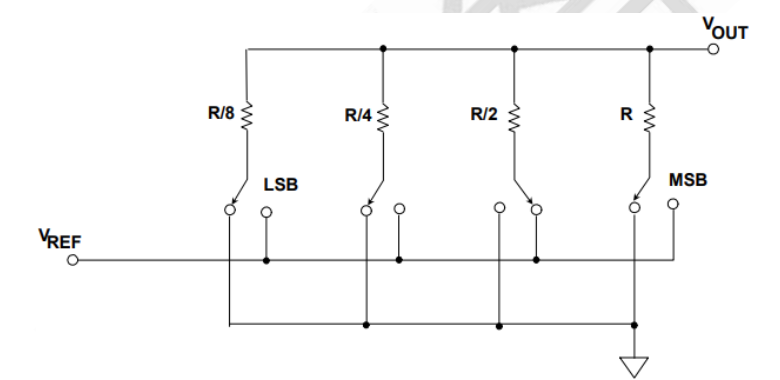 VOUT
R/8
R/4
R/2
R
LSB
MSB
VREF